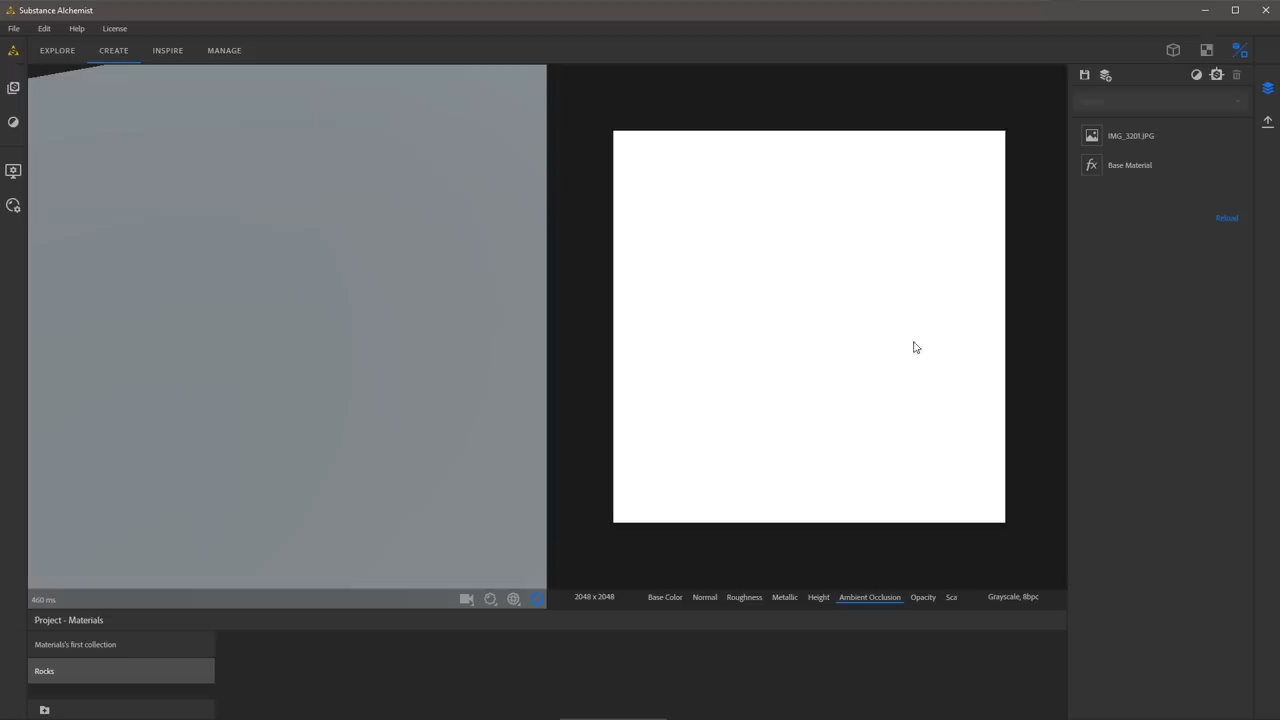 Substance Alchemist
File Edit Help License
EXPLORE CREATE INSPIRE MANAGE
IMG_3201.JPG
fx Base Material
Reload
460 ms
2048 x 2048 Base Color Normal Roughness Metallic Height Ambient Occlusion Opacity Sca Grayscale, 8bpc
Project - Materials
Materials's first collection
Rocks